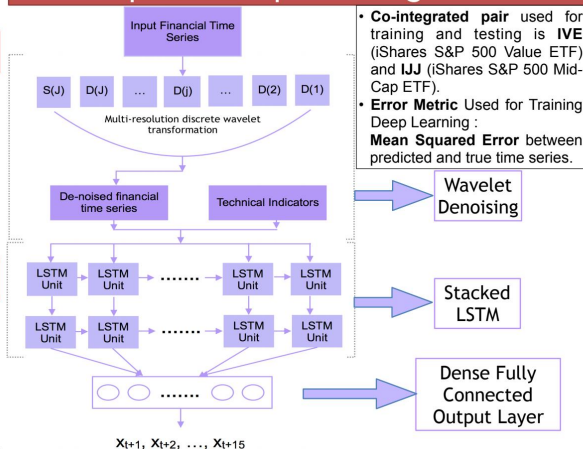 Input Financial Time
Series
S(J) D(J) ... D(j) ... D(2) D(1)
Multi-resolution discrete wavelet
transformation
De-noised financial
time series
Technical Indicators
LSTM
Unit
LSTM
Unit
.......
LSTM
Unit
LSTM
Unit
LSTM
Unit
LSTM
Unit
.......
LSTM
Unit
LSTM
Unit
.......
Xt+1, Xt+2, ..., Xt+15
• Co-integrated pair used for
training and testing is IVE
(iShares S&P 500 Value ETF)
and IJJ (iShares S&P 500 Mid-
Cap ETF).
• Error Metric Used for Training
Deep Learning :
Mean Squared Error between
predicted and true time series.
Wavelet
Denoising
Stacked
LSTM
Dense Fully
Connected
Output Layer